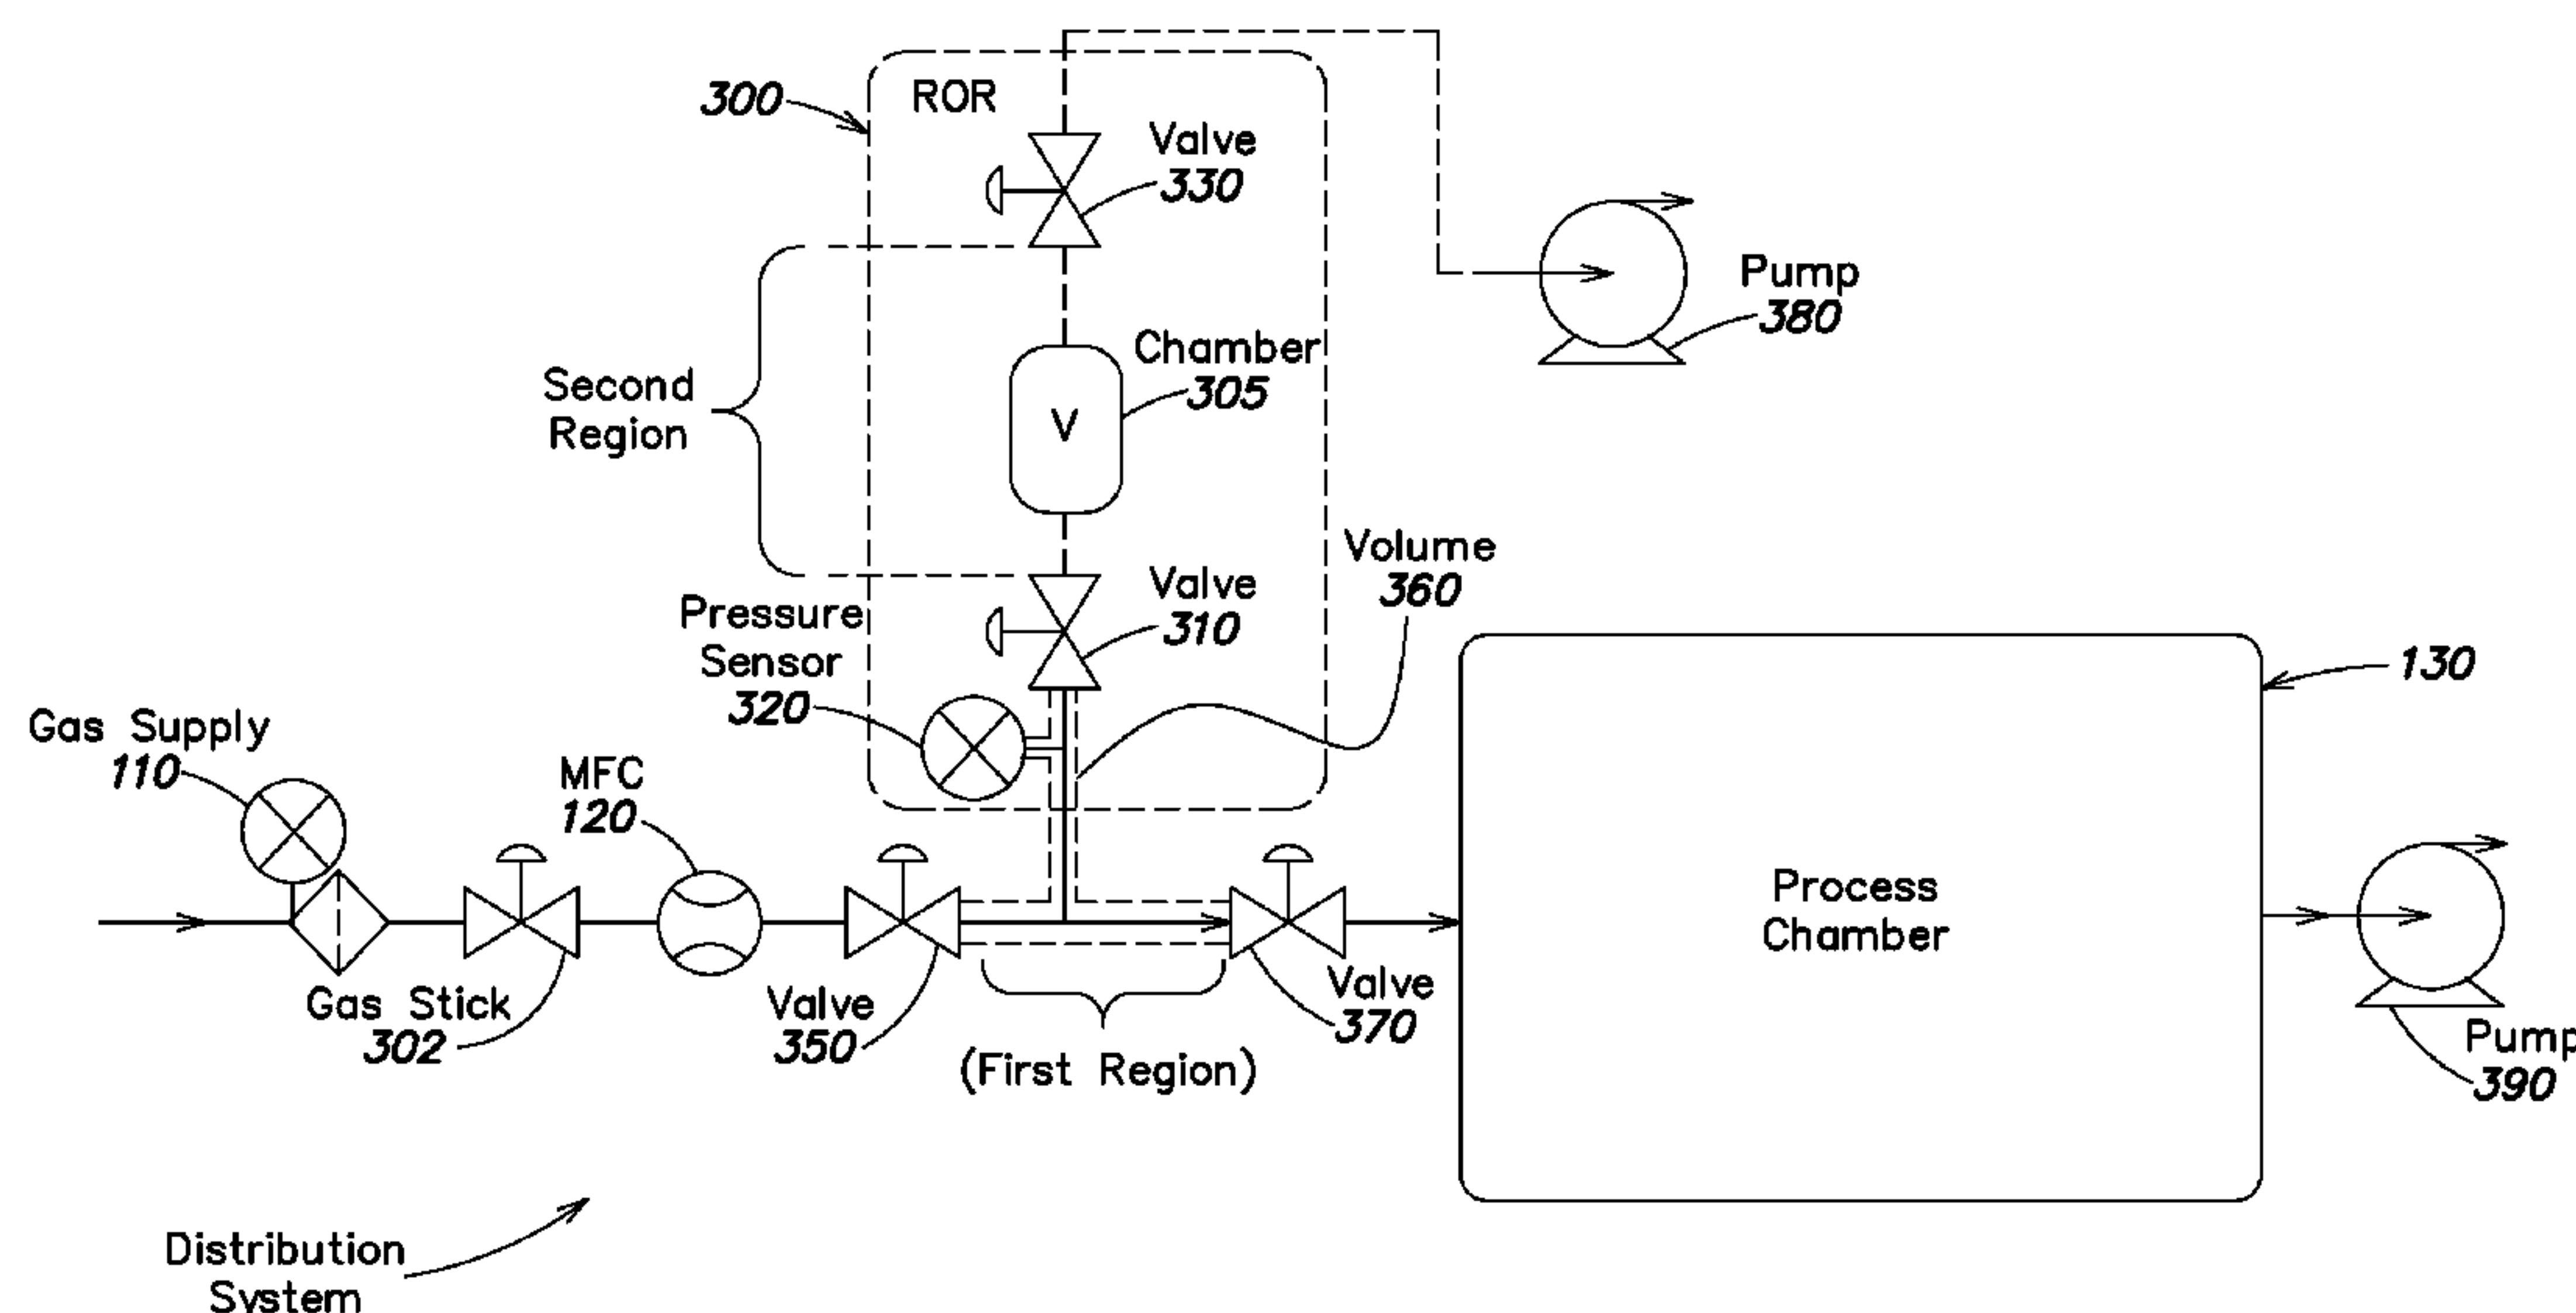 300
ROR
Valve
330
Pump
380
Chamber
305
V
Second
Region
Volume
360
Valve
310
Pressure
Sensor
320
130
Gas Supply
110
MFC
120
Process
Chamber
Gas Stick
302
Valve
350
Valve
370
(First Region)
Pump
390
Distribution
System